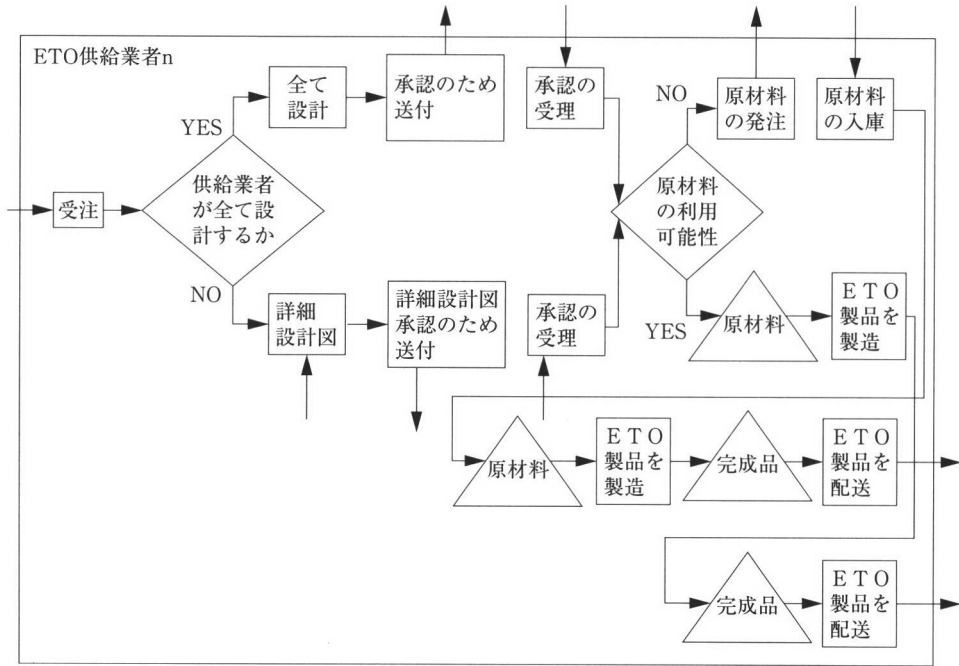 ETO供給業者n
全て
設計
承認のため
送付
承認の
受理
NO
原材料
の発注
原材料
の入庫
YES
受注
供給業者
が全て設
計するか
原材料
の利用
可能性
NO
詳細
設計図
詳細設計図
承認のため
送付
承認の
受理
YES
原材料
ETO
製品を
製造
原材料
ETO
製品を
製造
完成品
ETO
製品を
配送
完成品
ETO
製品を
配送